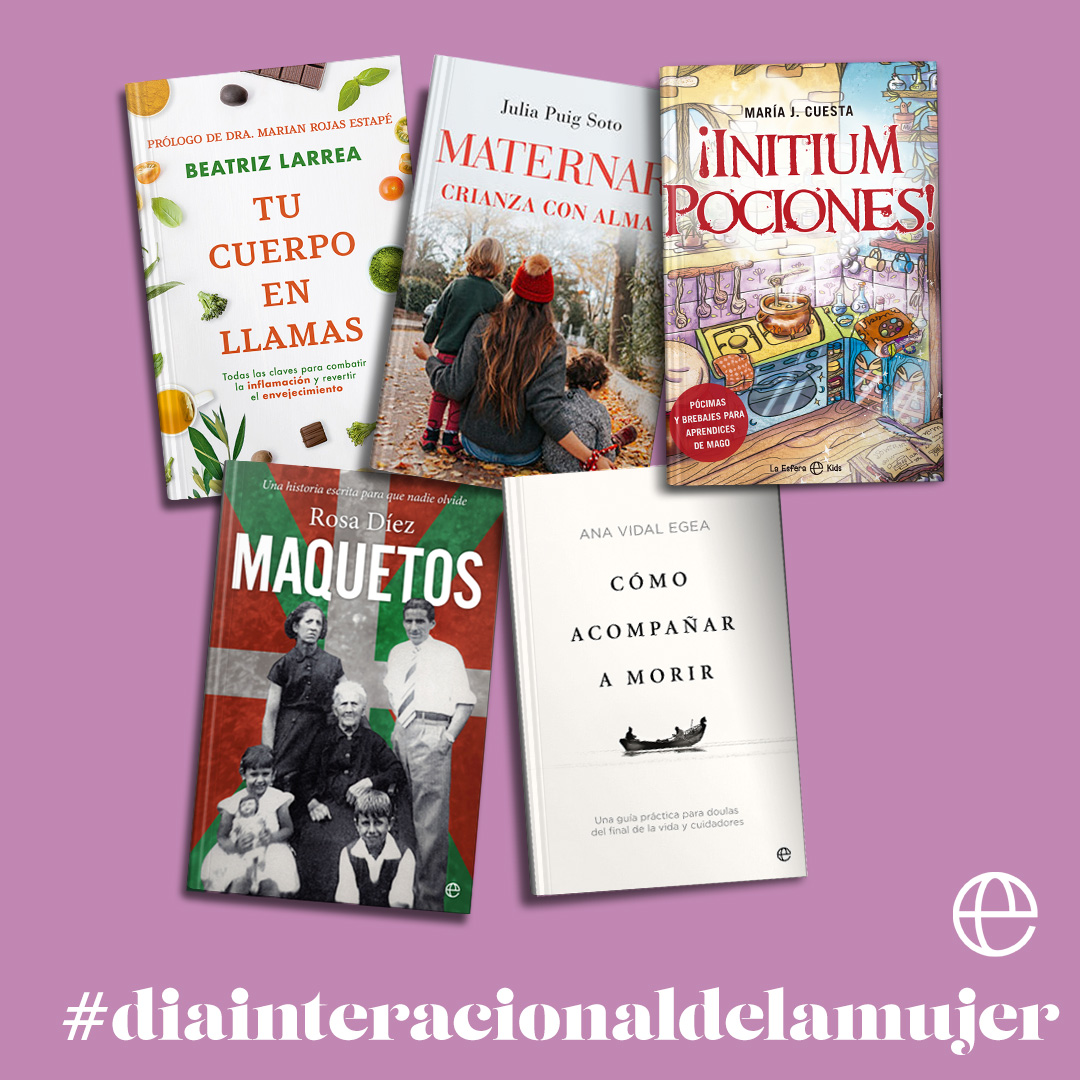 PRÓLOGO DE DRA. MARIAN ROJAS ESTAPÉ
BEATRIZ LARREA
TU
CUERPO
EN
LLAMAS
Todas las claves para combatir
la inflamación y revertir
el envejecimiento
Julia Puig Soto
MATERNAR
CRIANZA CON ALMA
MARÍA J. CUESTA
¡INITIUM
POCIONES!
PÓCIMAS
Y BREBAJES PARA
APRENDICES
DE MAGO
La Esfera Kids
Una historia escrita para que nadie olvide
Rosa Díez
MAQUETOS
ANA VIDAL EGEA
CÓMO
ACOMPAÑAR
A MORIR
Una guía práctica para doulas
del final de la vida y cuidadores
#diainteracionaldelamujer